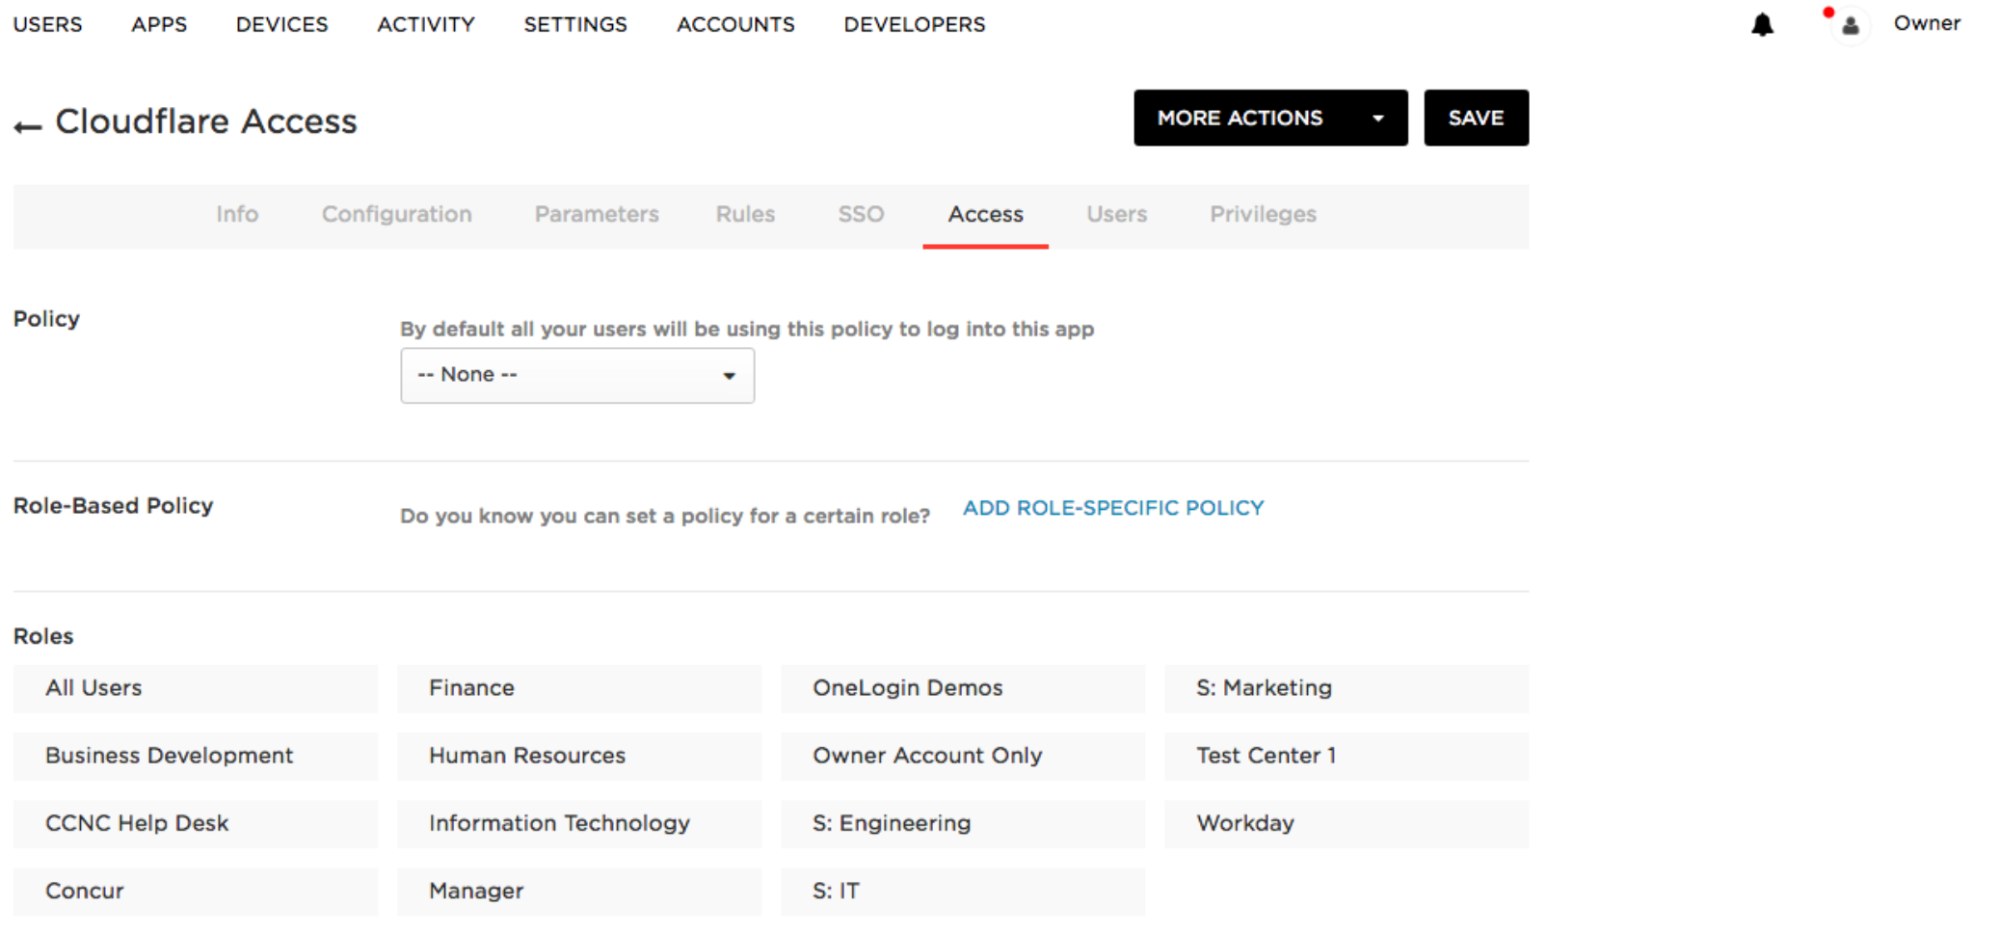 USERS APPS DEVICES ACTIVITY SETTINGS ACCOUNTS DEVELOPERS Owner
Cloudflare Access MORE ACTIONS SAVE
Info Configuration Parameters Rules SSO Access Users Privileges
Policy
By default all your users will be using this policy to log into this app
-- None --
Role-Based Policy Do you know you can set a policy for a certain role? ADD ROLE-SPECIFIC POLICY
Roles
All Users Finance OneLogin Demos S: Marketing
Business Development Human Resources Owner Account Only Test Center 1
CCNC Help Desk Information Technology S: Engineering Workday
Concur Manager S: IT